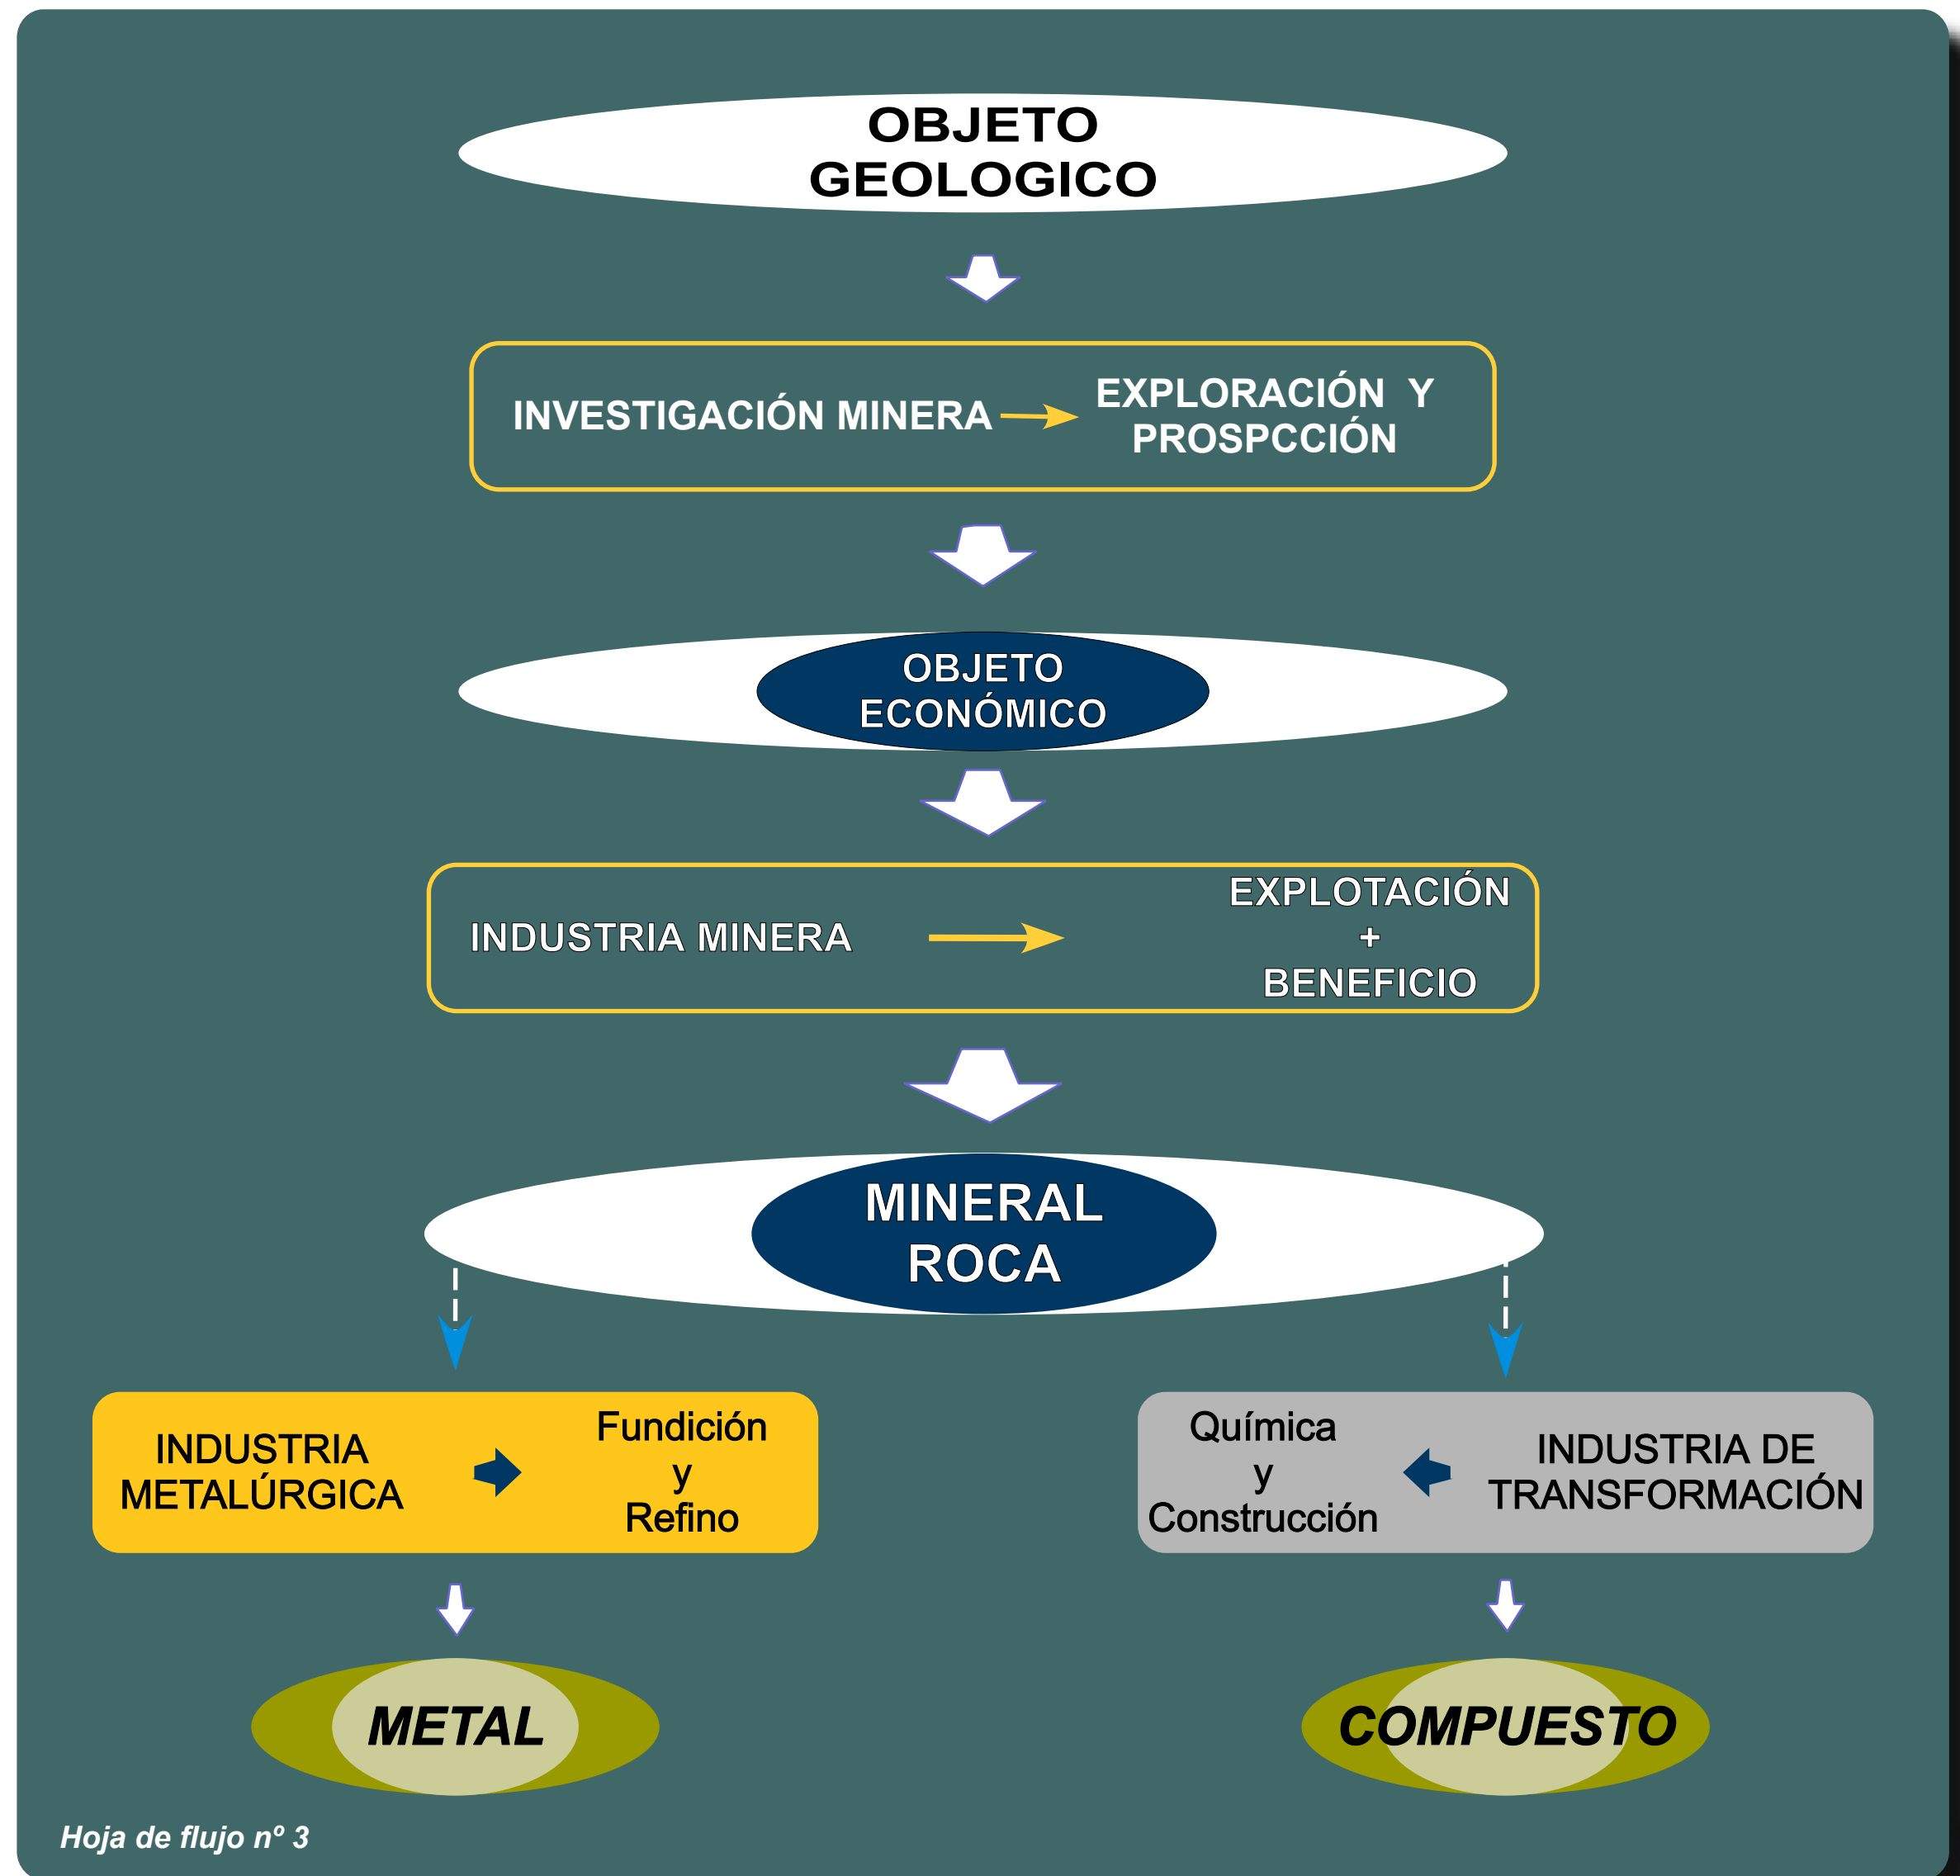 OBJETO
GEOLOGICO
INVESTIGACIÓN MINERA
EXPLORACIÓN Y
PROSPCCIÓN
OBJETO
ECONÓMICO
INDUSTRIA MINERA
EXPLOTACIÓN
+
BENEFICIO
MINERAL
ROCA
INDUSTRIA
METALÚRGICA
Fundición
y
Refino
Química
y
Construcción
INDUSTRIA DE
TRANSFORMACIÓN
METAL
COMPUESTO
Hoja de flujo nº 3